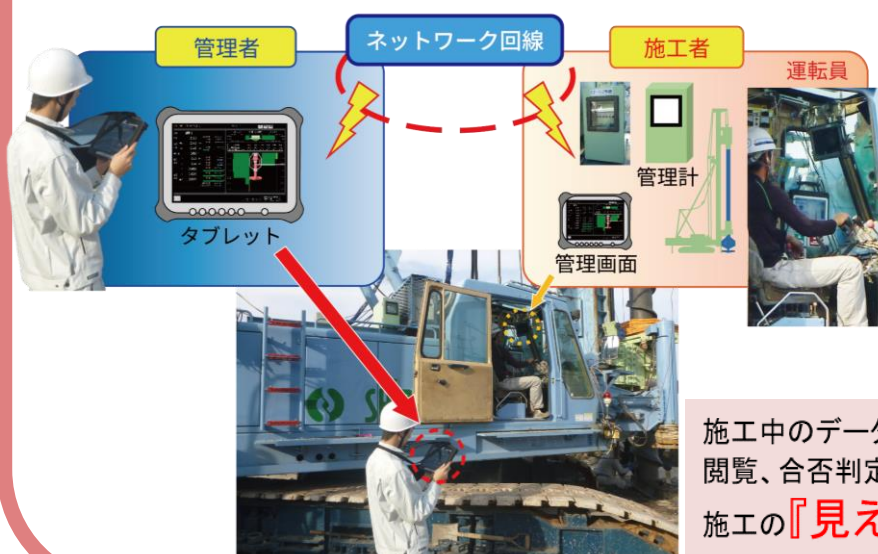 管理者
ネットワーク回線
施工者
運転員
管理計
タブレット
管理画面
施工中のデータ
閲覧、合否判定
施工の『見え